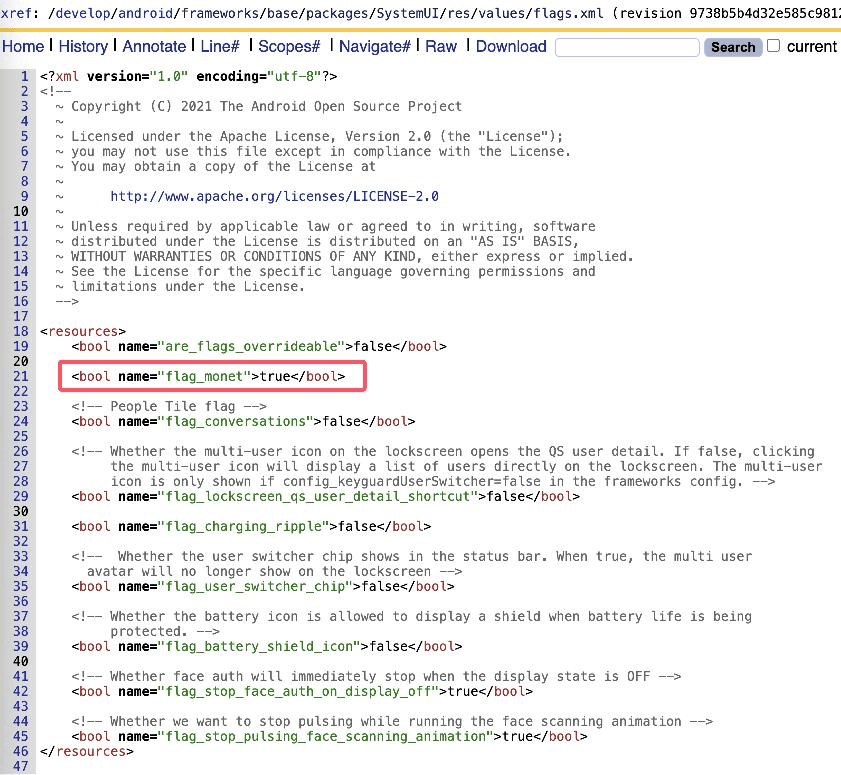 xref: /develop/android/frameworks/base/packages/SystemUI/res/values/flags.xml (revision 9738b5b4d32e585c9812
Home | History | Annotate | Line# | Scopes# | Navigate# | Raw | Download Search current
1 <?xml version="1.0" encoding="utf-8"?>
2 <!--
3 ~ Copyright (C) 2021 The Android Open Source Project
4 ~
5 ~ Licensed under the Apache License, Version 2.0 (the "License");
6 ~ you may not use this file except in compliance with the License.
7 ~ You may obtain a copy of the License at
8 ~
9 ~ http://www.apache.org/licenses/LICENSE-2.0
10 ~
11 ~ Unless required by applicable law or agreed to in writing, software
12 ~ distributed under the License is distributed on an "AS IS" BASIS,
13 ~ WITHOUT WARRANTIES OR CONDITIONS OF ANY KIND, either express or implied.
14 ~ See the License for the specific language governing permissions and
15 ~ limitations under the License.
16 -->
17
18 <resources>
19 <bool name="are_flags_overrideable">false</bool>
20
21 <bool name="flag_monet">true</bool>
22
23 <!-- People Tile flag -->
24 <bool name="flag_conversations">false</bool>
25
26 <!-- Whether the multi-user icon on the lockscreen opens the QS user detail. If false, clicking
27 the multi-user icon will display a list of users directly on the lockscreen. The multi-user
28 icon is only shown if config_keyguardUserSwitcher=false in the frameworks config. -->
29 <bool name="flag_lockscreen_qs_user_detail_shortcut">false</bool>
30
31 <bool name="flag_charging_ripple">false</bool>
32
33 <!--  Whether the user switcher chip shows in the status bar. When true, the multi user
34 avatar will no longer show on the lockscreen -->
35 <bool name="flag_user_switcher_chip">false</bool>
36
37 <!-- Whether the battery icon is allowed to display a shield when battery life is being
38 protected. -->
39 <bool name="flag_battery_shield_icon">false</bool>
40
41 <!-- Whether face auth will immediately stop when the display state is OFF -->
42 <bool name="flag_stop_face_auth_on_display_off">true</bool>
43
44 <!-- Whether we want to stop pulsing while running the face scanning animation -->
45 <bool name="flag_stop_pulsing_face_scanning_animation">true</bool>
46 </resources>
47